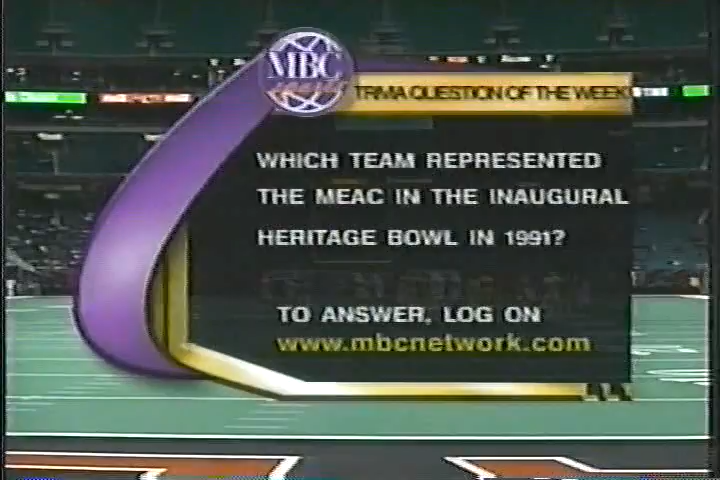 MBC
TRIVIA QUESTION OF THE WEEK
WHICH TEAM REPRESENTED
THE MEAC IN THE INAUGURAL
HERITAGE BOWL IN 1991?
TO ANSWER, LOG ON
www.mbcnetwork.com